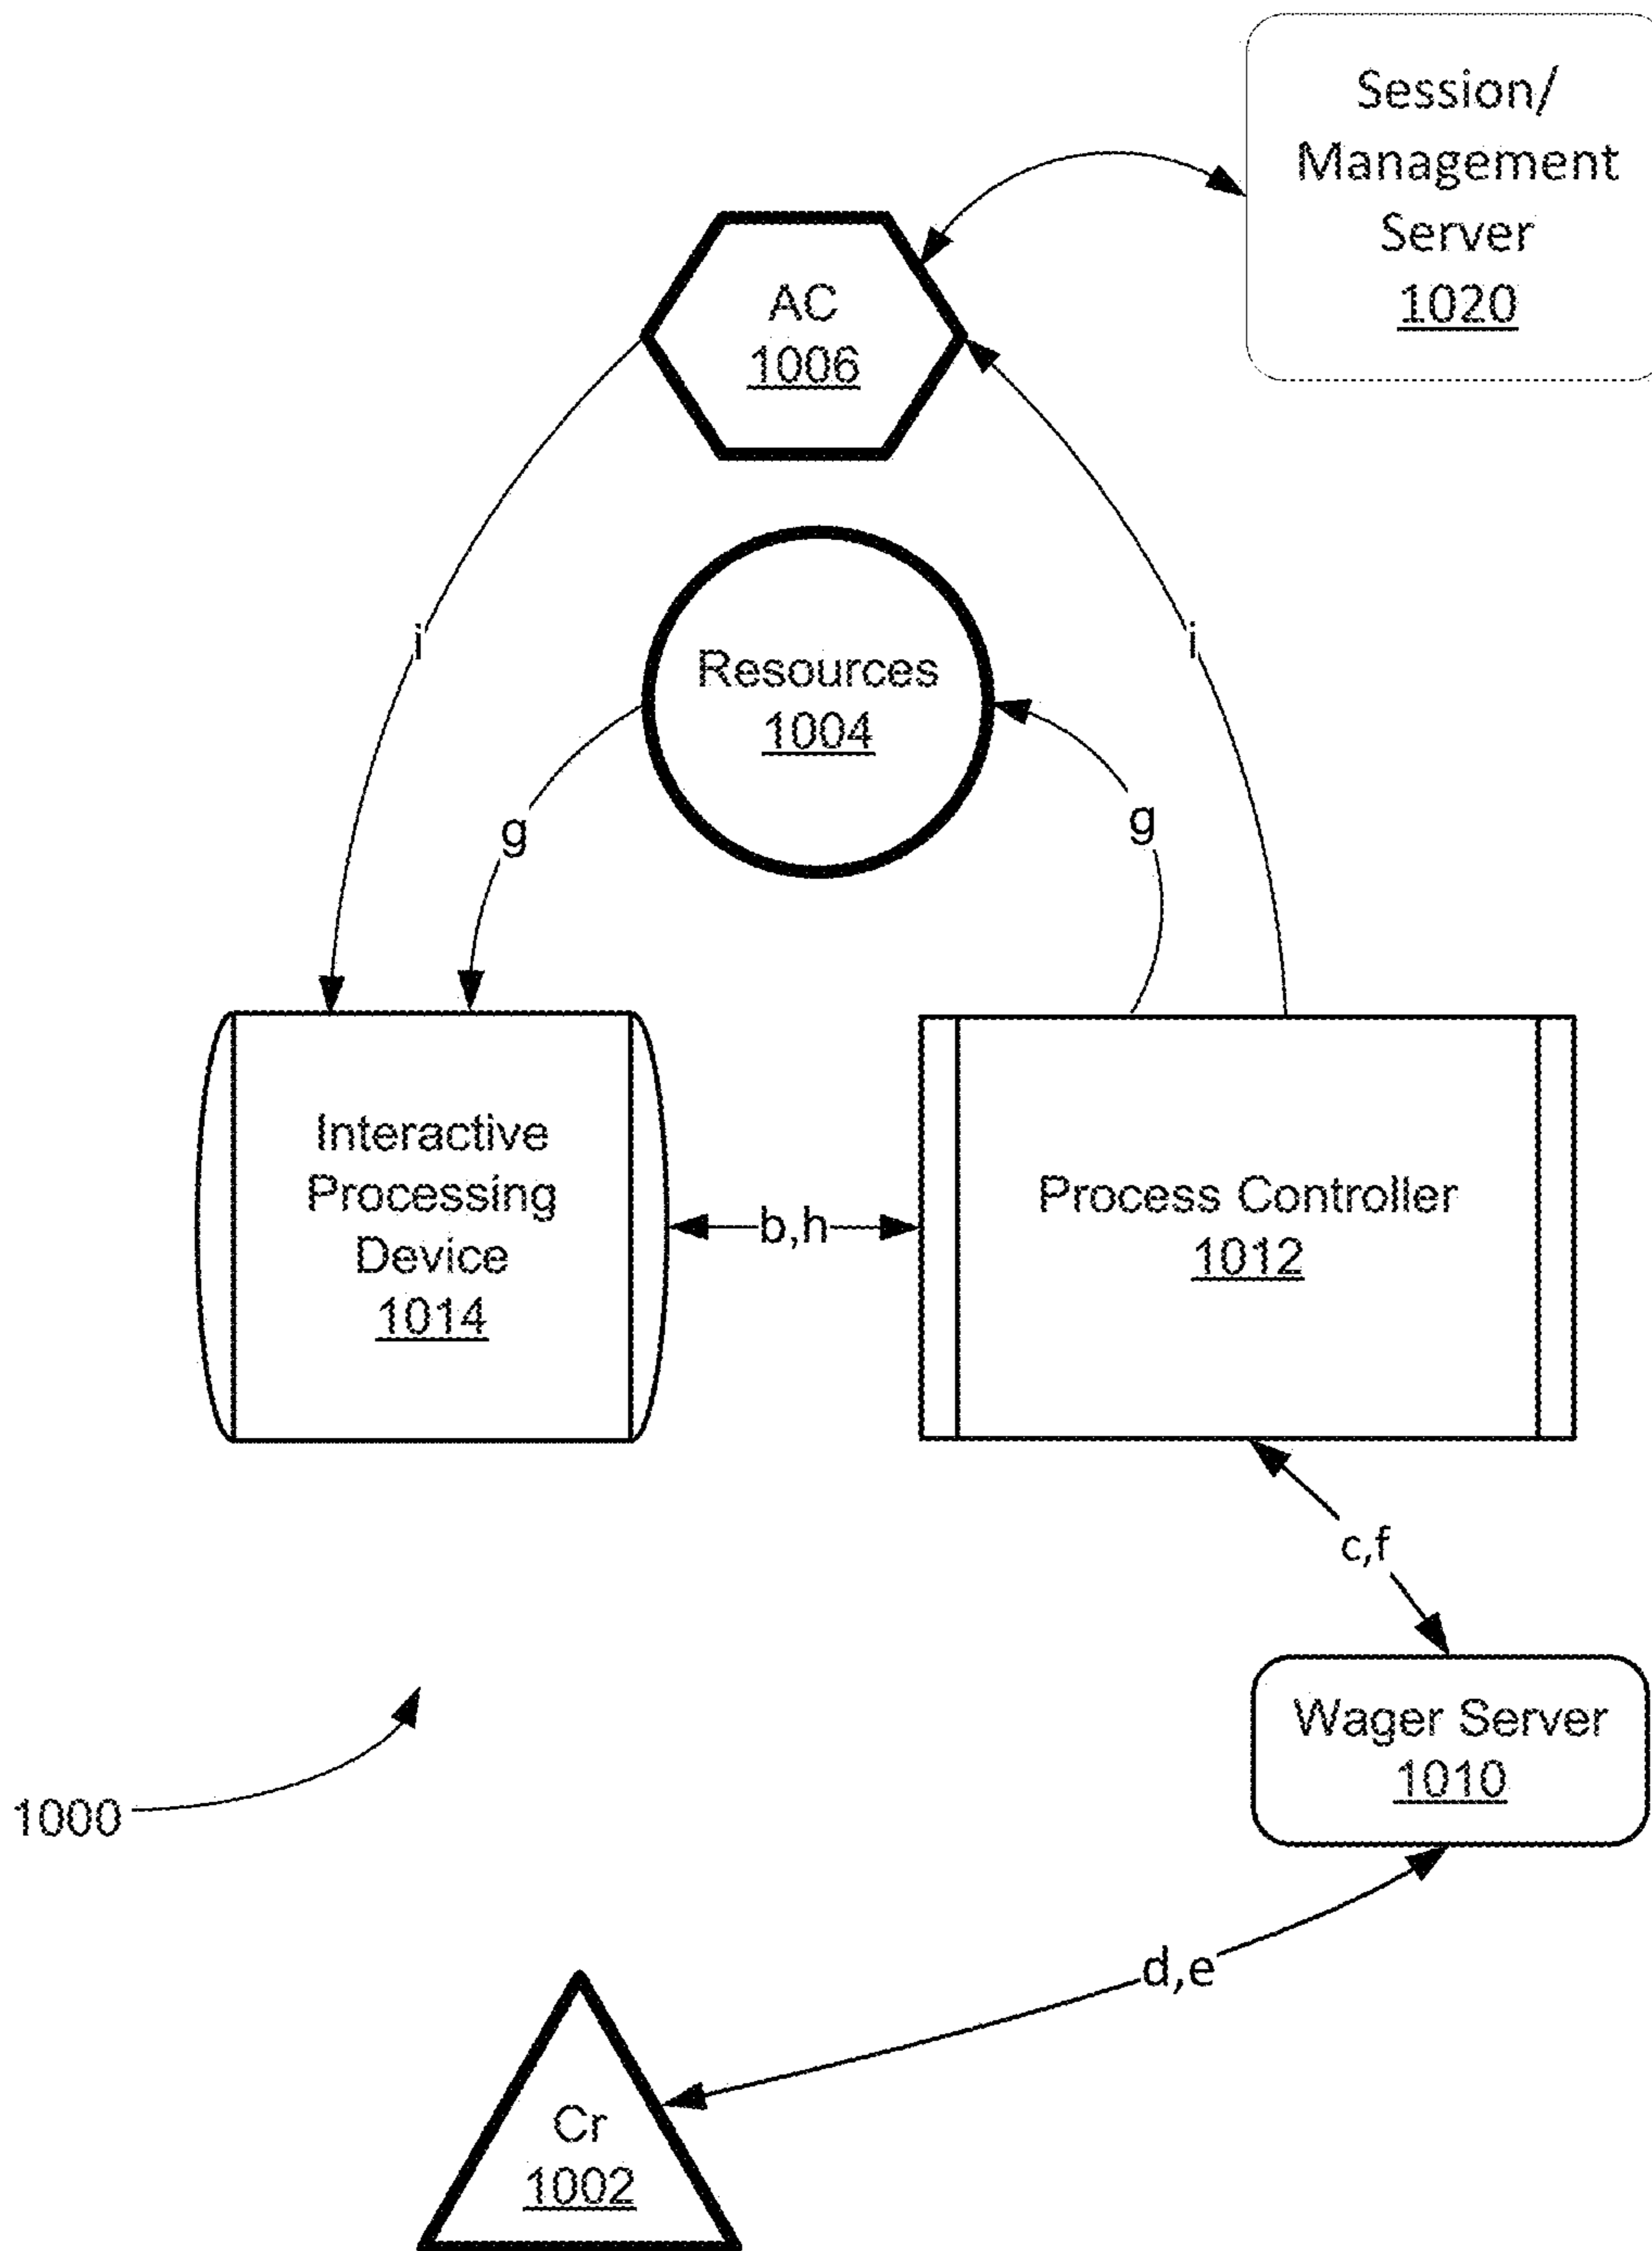 Session/
Management
Server
1020
AC
1006
i
i
Resources
1004
g
g
Interactive
Processing
Device
1014
b,h
Process Controller
1012
c,f
Wager Server
1010
1000
d,e
Cr
1002